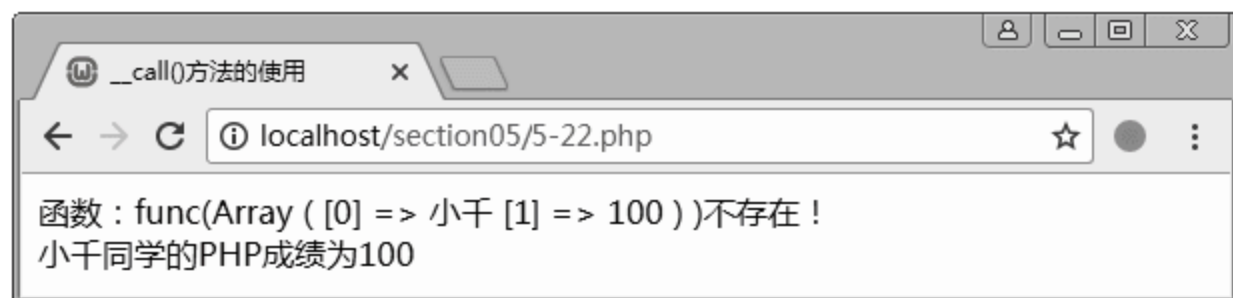 __call()方法的使用
localhost/section05/5-22.php
函数：func(Array ( [0] => 小千 [1] => 100 ) )不存在！
小千同学的PHP成绩为100